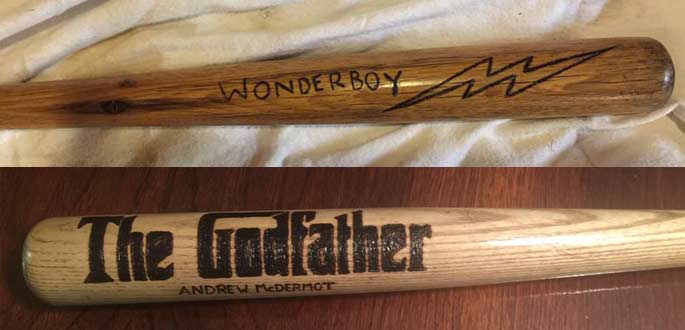 WONDERBOY
The Godfather
ANDREW McDERMOT